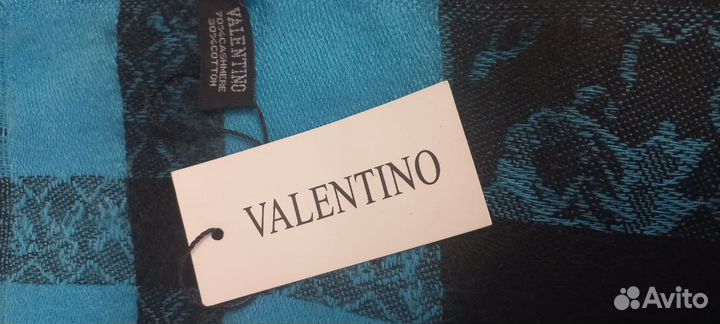 VALENTINO
70%CASHMERE
30%COTTON
VALENTINO
Avito